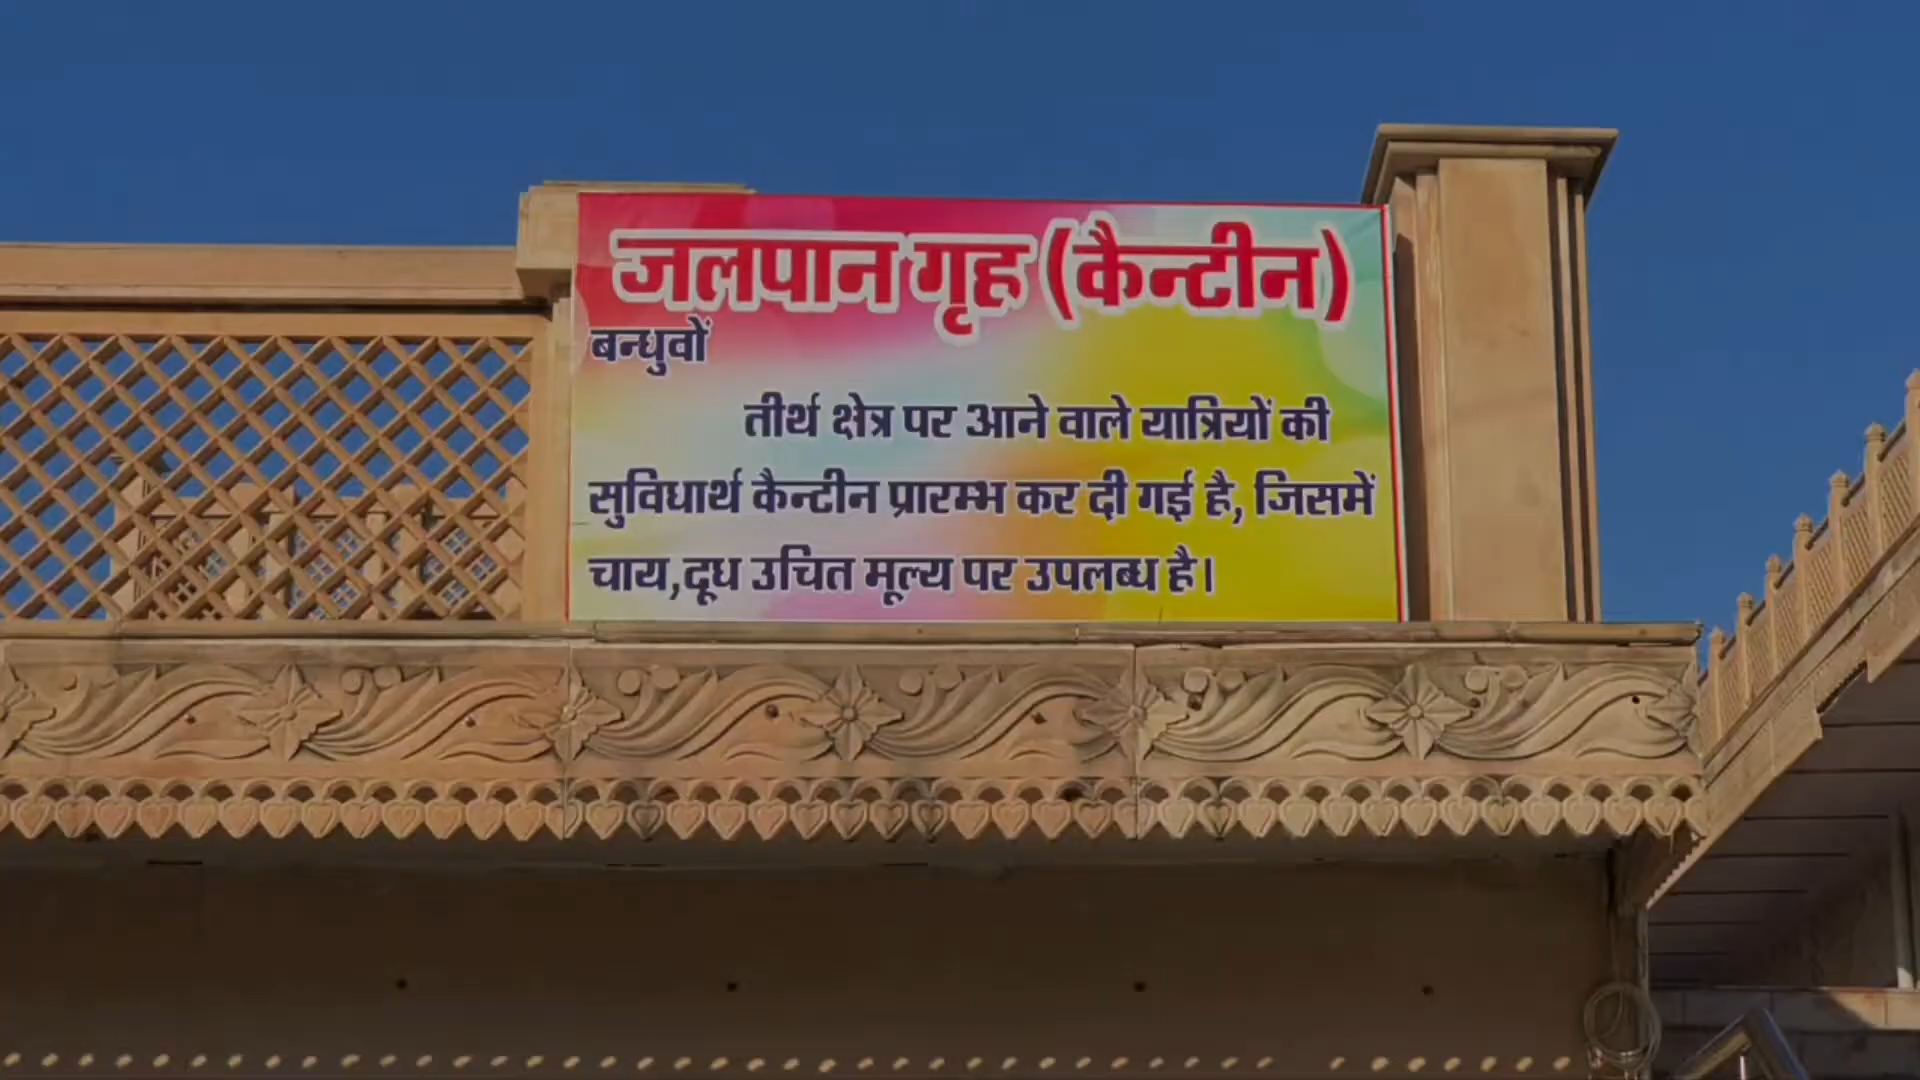 जलपान गृह (कैन्टीन)
बन्धुवों
तीर्थ क्षेत्र पर आने वाले यात्रियों की
सुविधार्थ कैन्टीन प्रारम्भ कर दी गई है, जिसमें
चाय,दूध उचित मूल्य पर उपलब्ध है।